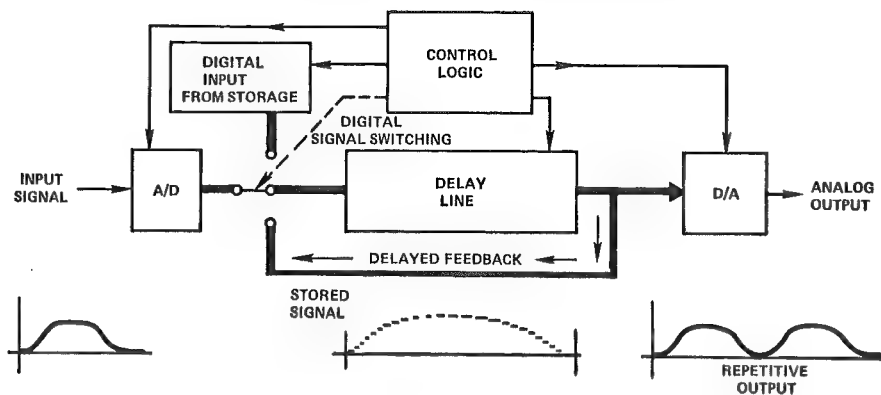 CONTROL
LOGIC
DIGITAL
INPUT
FROM STORAGE
DIGITAL
SIGNAL SWITCHING
INPUT
SIGNAL
A/D
DELAY
LINE
D/A
ANALOG
OUTPUT
DELAYED FEEDBACK
STORED
SIGNAL
REPETITIVE
OUTPUT